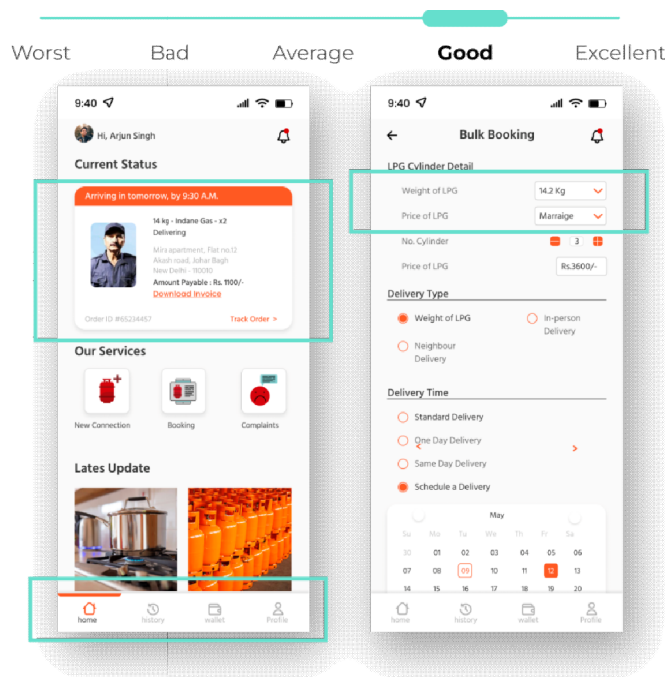 Worst Bad Average Good Excellent
9:40
Hi, Arjun Singh
Current Status
Arriving in tomorrow, by 9:30 A.M.
14 kg - Indane Gas - x2
Delivering
Mira apartment, Flat no.12
Akash road, Johar Bagh
New Delhi - 110010
Amount Payable : Rs. 1100/-
Download Invoice
Order ID #65234457 Track Order >
Our Services
New Connection Booking Complaints
Lates Update
home history wallet Profile
9:40
Bulk Booking
LPG Cylinder Detail
Weight of LPG 14.2 Kg
Price of LPG Marraige
No. Cylinder 3
Price of LPG Rs.3600/-
Delivery Type
Weight of LPG In-person
Delivery
Neighbour
Delivery
Delivery Time
Standard Delivery
One Day Delivery
Same Day Delivery
Schedule a Delivery
May
Su Mo Tu We Th Fr Sa
30 01 02 03 04 05 06
07 08 09 10 11 12 13
14 15 16 17 18 19 20
home history wallet Profile